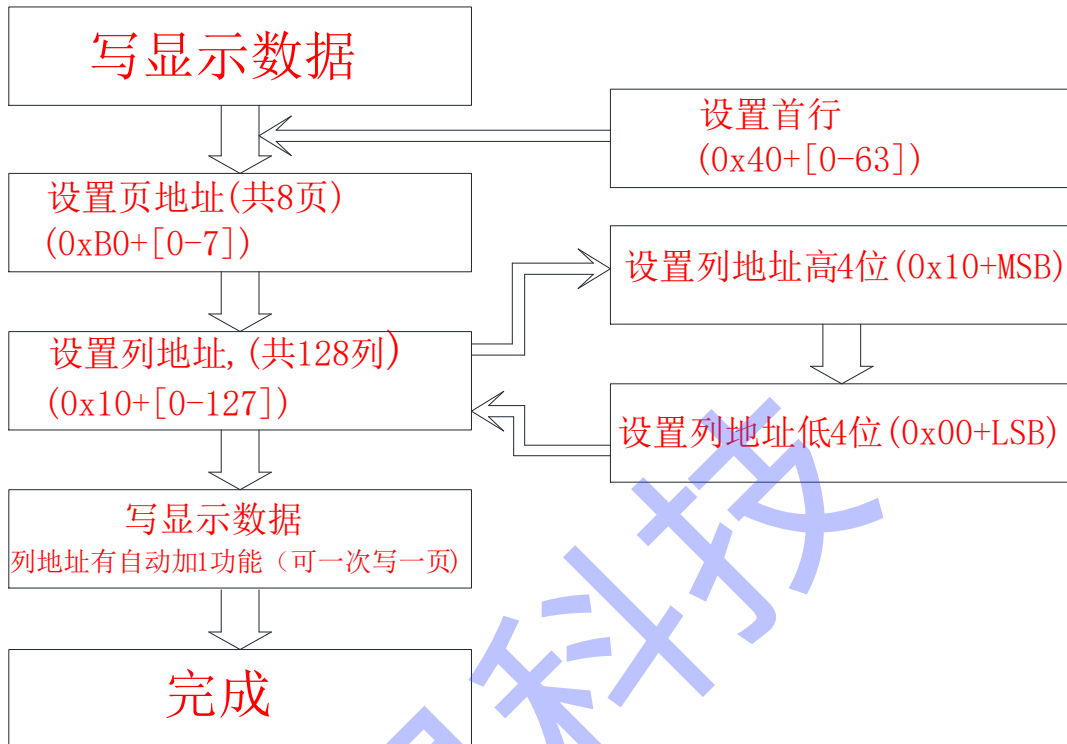 写显示数据
设置首行
(0x40+[0-63])
设置页地址(共8页)
(0xB0+[0-7])
设置列地址高4位(0x10+MSB)
设置列地址,(共128列)
(0x10+[0-127])
设置列地址低4位(0x00+LSB)
写显示数据
列地址有自动加1功能（可一次写一页)
完成
科技